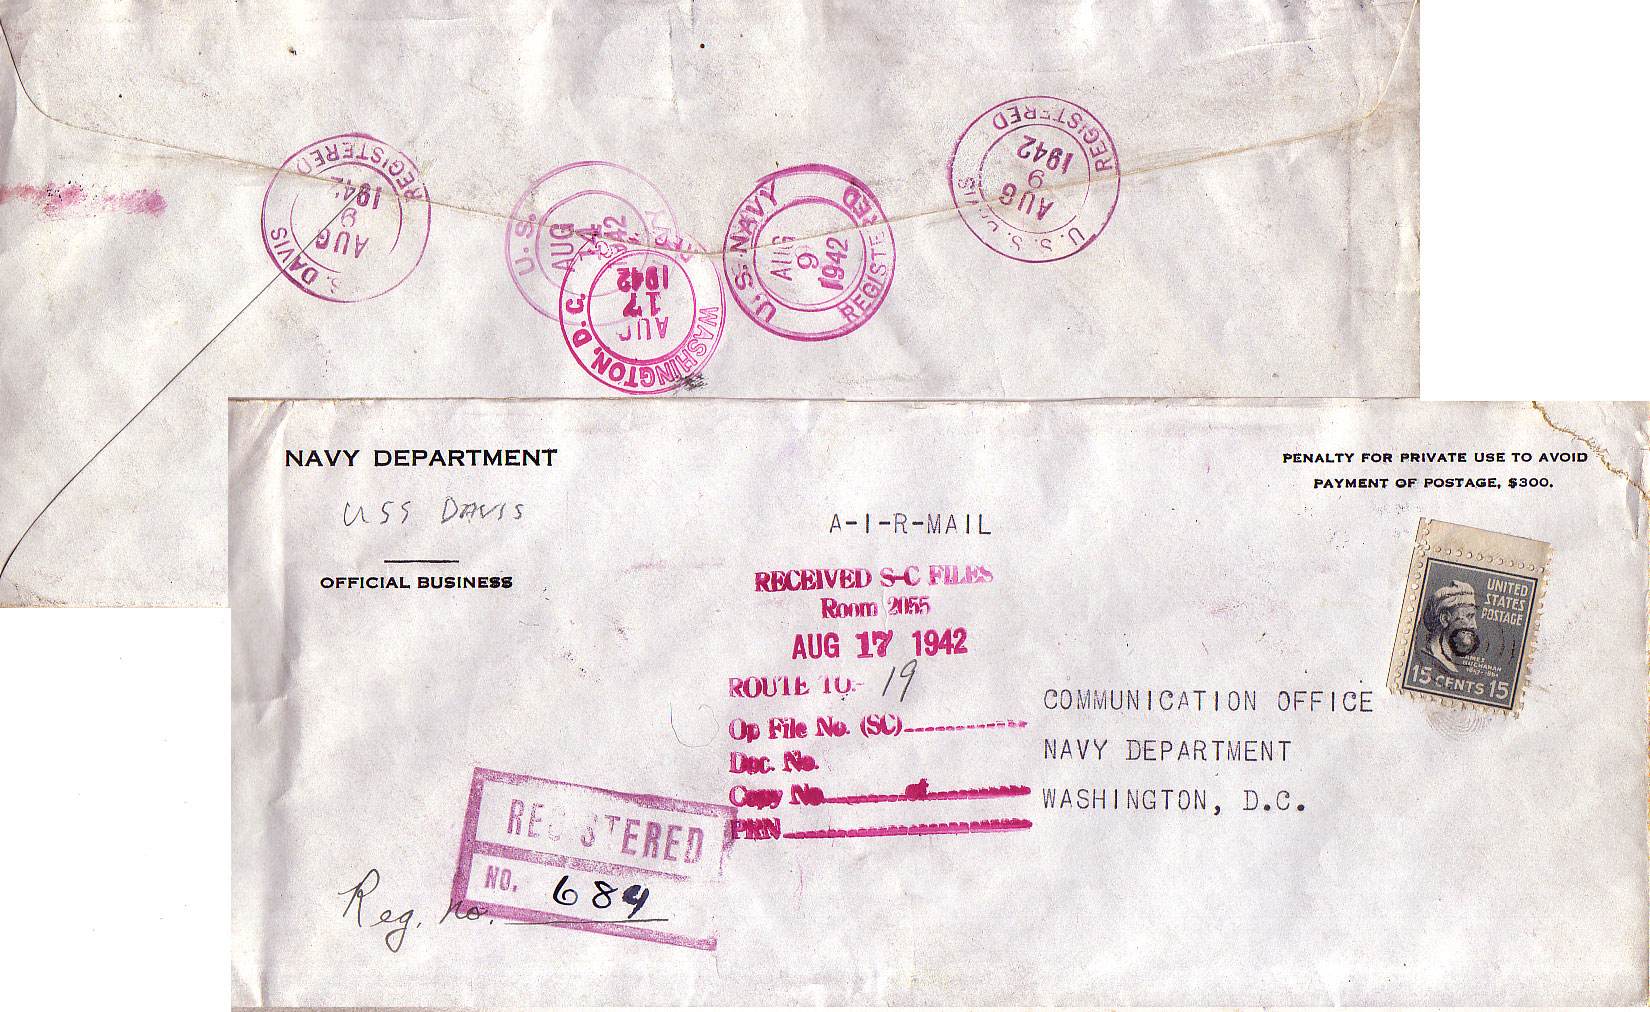 U.S.S. DAVIS
REGISTERED
AUG
9
1942
U.S.
AUG
14
1942
WASHINGTON, D.C.
AUG
17
1942
U.S. NAVY
REGISTERED
AUG
9
1942
U.S.S. DAVIS
REGISTERED
AUG
9
1942
NAVY DEPARTMENT
USS DAVIS
OFFICIAL BUSINESS
PENALTY FOR PRIVATE USE TO AVOID
PAYMENT OF POSTAGE, $300.
A-I-R-MAIL
RECEIVED S-C FILES
Room 2055
AUG 17 1942
ROUTE TO:- 19
Op File No. (SC)
Doc. No.
Copy No. of
PRN
UNITED
STATES
POSTAGE
JAMES
BUCHANAN
15 CENTS 15
COMMUNICATION OFFICE
NAVY DEPARTMENT
WASHINGTON, D.C.
REGISTERED
NO. 684
Reg. no.